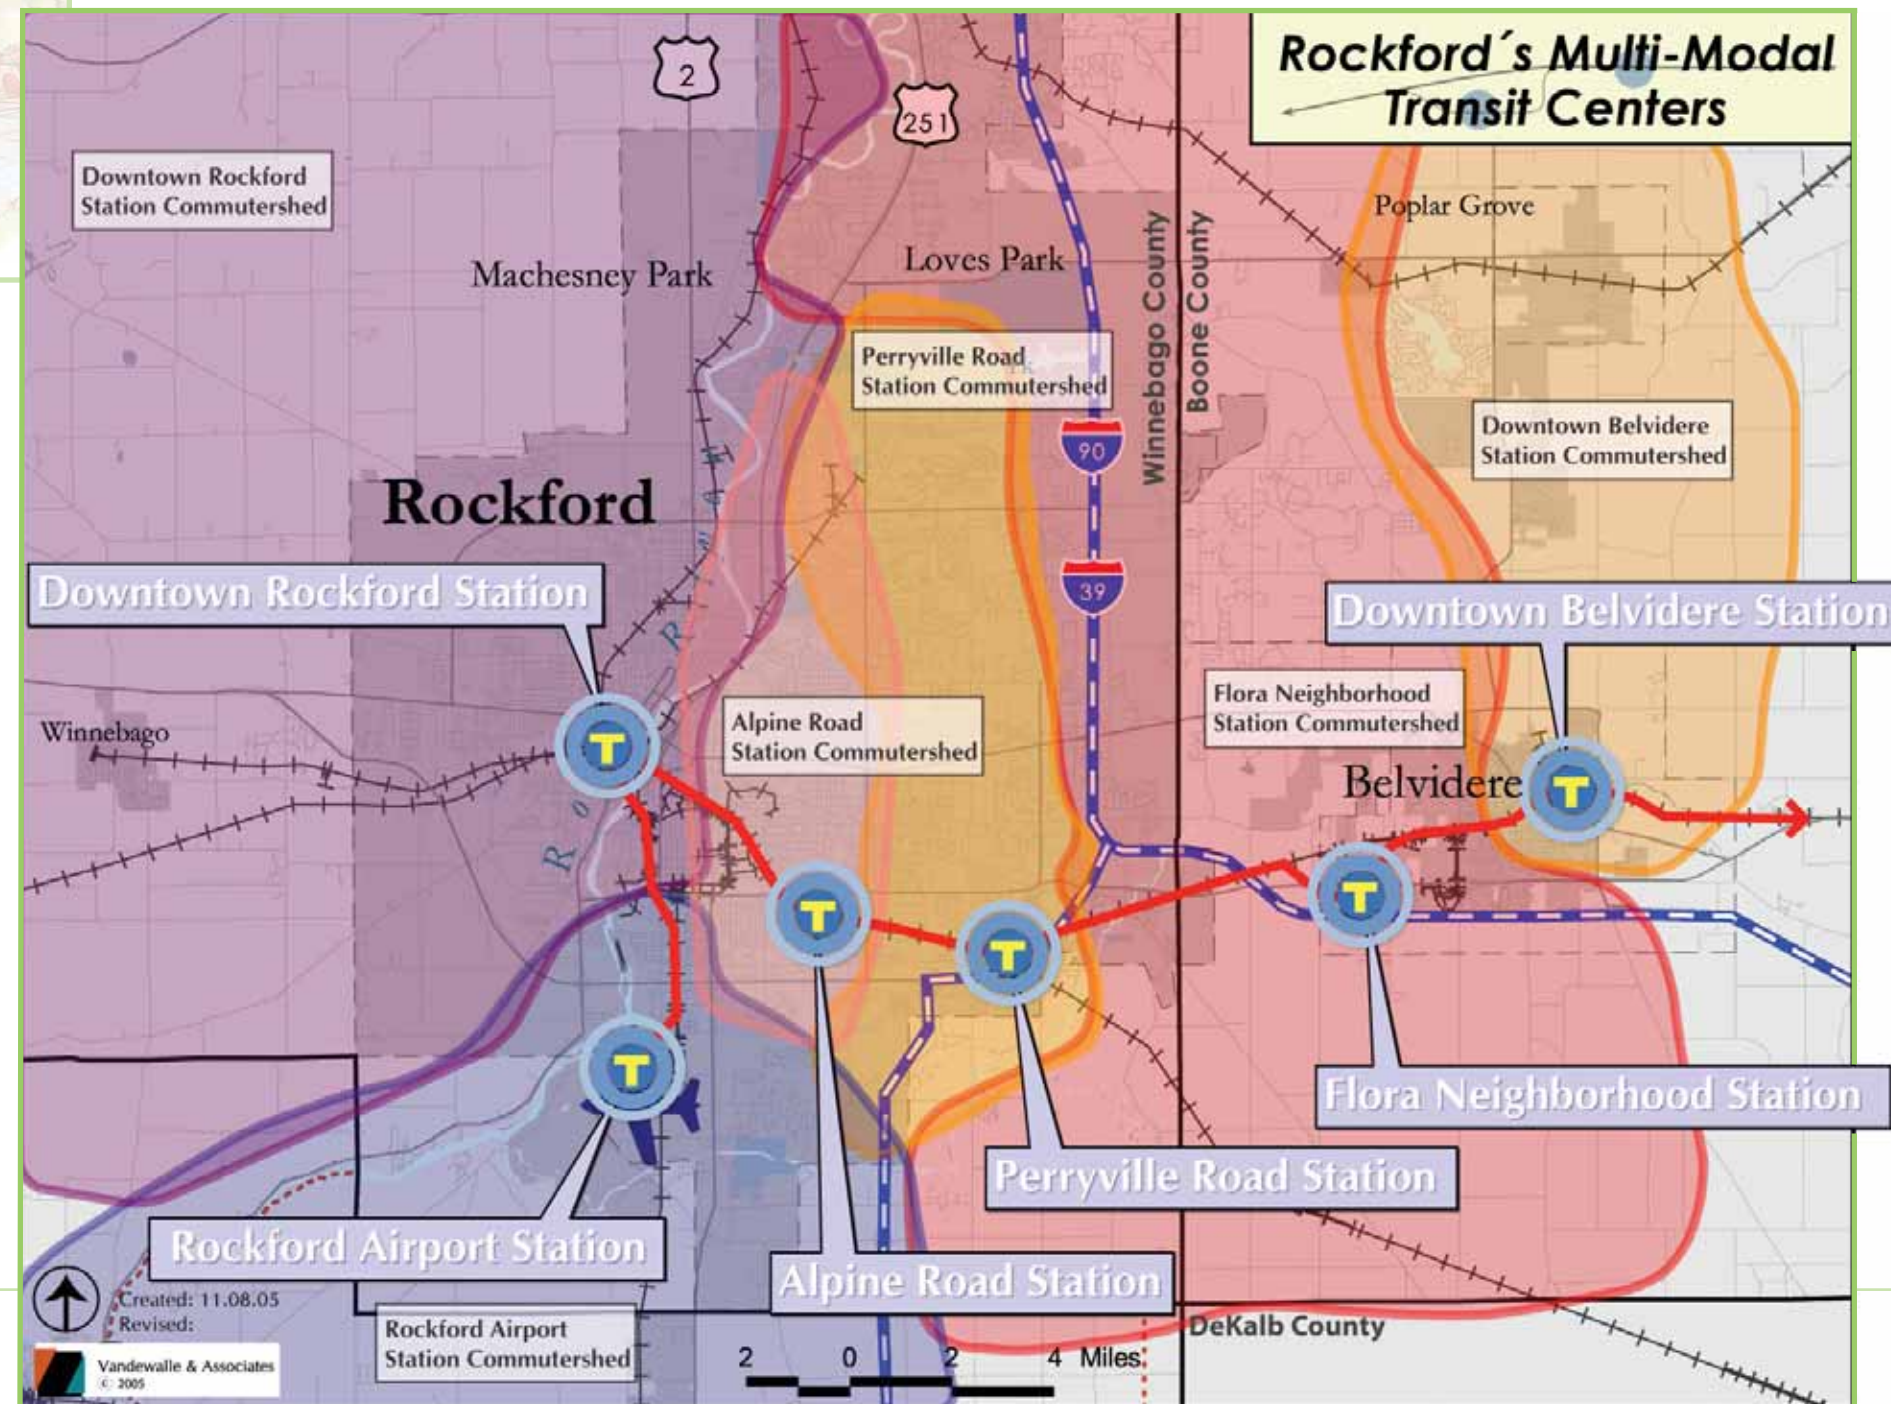 Rockford´s Multi-Modal
Transit Centers
2
251
Downtown Rockford
Station Commutershed
Poplar Grove
Machesney Park
Loves Park
Winnebago County
Boone County
Perryville Road
Station Commutershed
90
Downtown Belvidere
Station Commutershed
Rockford
39
Downtown Rockford Station
Downtown Belvidere Station
Flora Neighborhood
Station Commutershed
Winnebago
Alpine Road
Station Commutershed
Belvidere
T
T
T
T
T
T
Flora Neighborhood Station
Perryville Road Station
Rockford Airport Station
Alpine Road Station
Created: 11.08.05
Revised:
Rockford Airport
Station Commutershed
DeKalb County
2 0 2 4 Miles
Vandewalle & Associates
© 2005